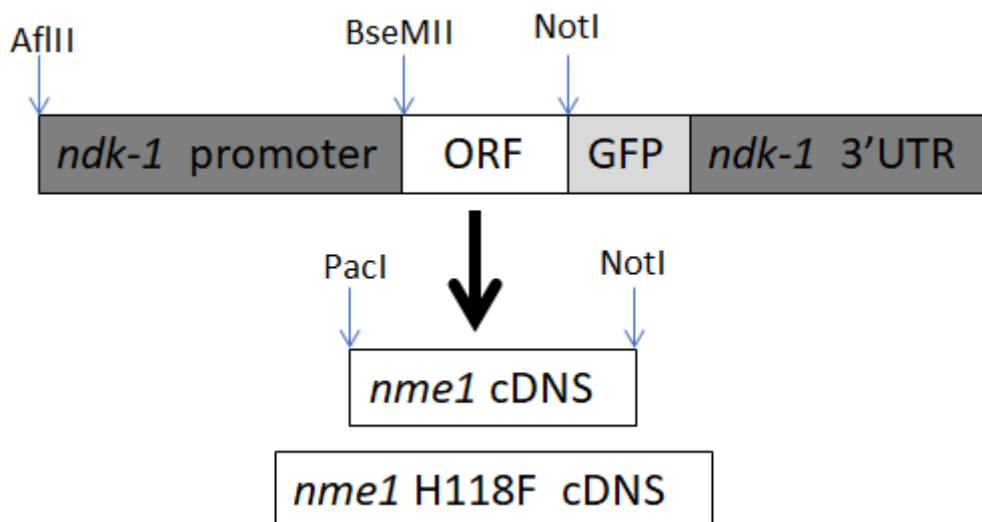 AflII BseMII NotI
ndk-1 promoter ORF GFP ndk-1 3'UTR
PacI NotI
nme1 cDNS
nme1 H118F cDNS